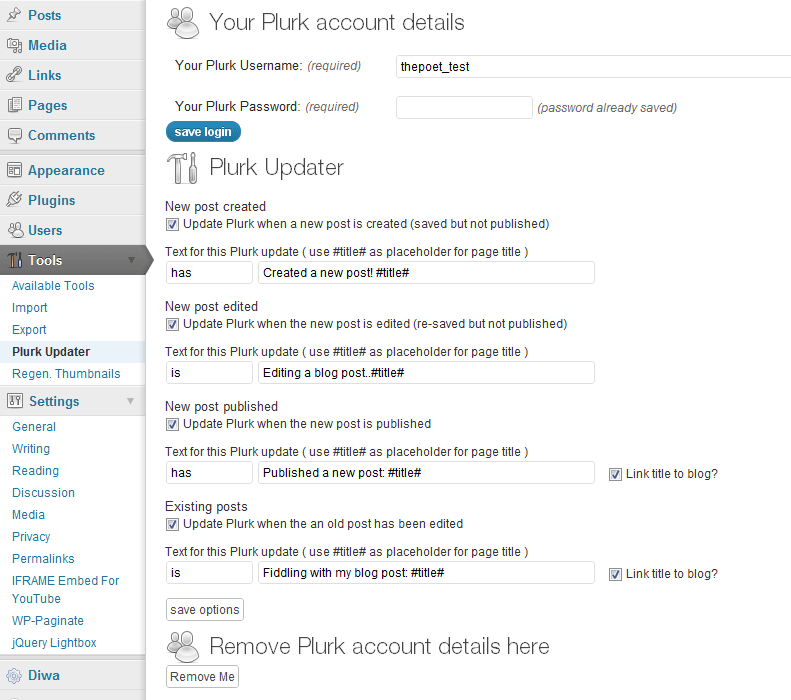 Posts
Media
Links
Pages
Comments
Appearance
Plugins
Users
Tools
Available Tools
Import
Export
Plurk Updater
Regen. Thumbnails
Settings
General
Writing
Reading
Discussion
Media
Privacy
Permalinks
IFRAME Embed For
YouTube
WP-Paginate
jQuery Lightbox
Diwa
Your Plurk account details
Your Plurk Username: (required) thepoet_test
Your Plurk Password: (required) (password already saved)
save login
Plurk Updater
New post created
Update Plurk when a new post is created (saved but not published)
Text for this Plurk update ( use #title# as placeholder for page title )
has Created a new post! #title#
New post edited
Update Plurk when the new post is edited (re-saved but not published)
Text for this Plurk update ( use #title# as placeholder for page title )
is Editing a blog post..#title#
New post published
Update Plurk when the new post is published
Text for this Plurk update ( use #title# as placeholder for page title )
has Published a new post: #title# Link title to blog?
Existing posts
Update Plurk when the an old post has been edited
Text for this Plurk update ( use #title# as placeholder for page title )
is Fiddling with my blog post: #title# Link title to blog?
save options
Remove Plurk account details here
Remove Me